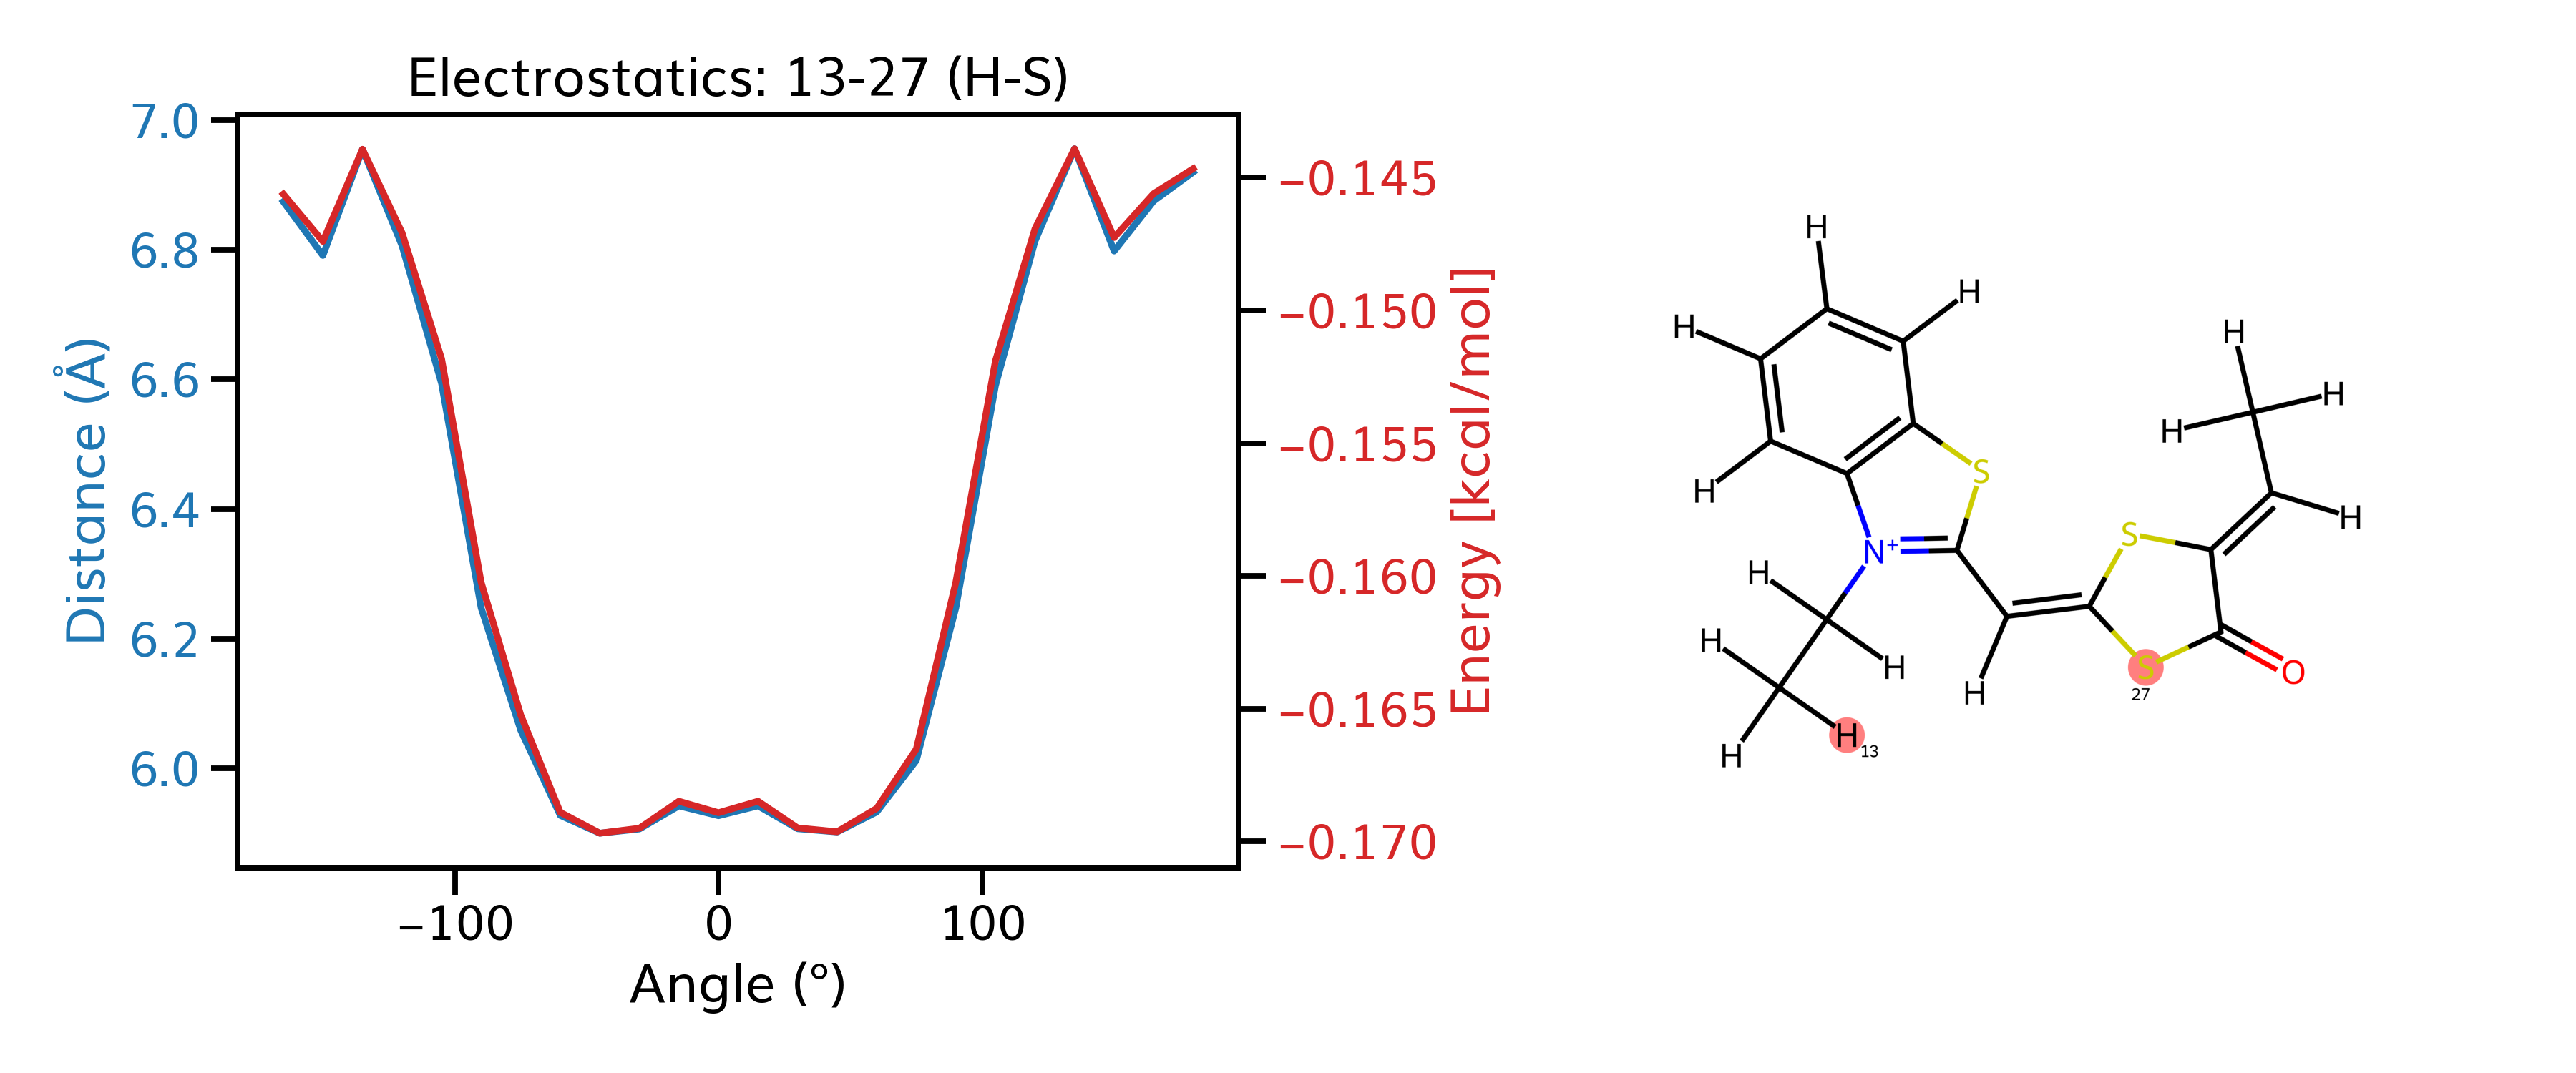 Electrostatics: 13-27 (H-S)
7.0
6.8
6.6
6.4
6.2
6.0
Distance (Å)
−0.145
−0.150
−0.155
−0.160
−0.165
−0.170
Energy [kcal/mol]
−100 0 100
Angle (°)
H
H
H
H
H
H
H
S
H
H
S
N+
H
H
H
S
27
O
H
H
13
H